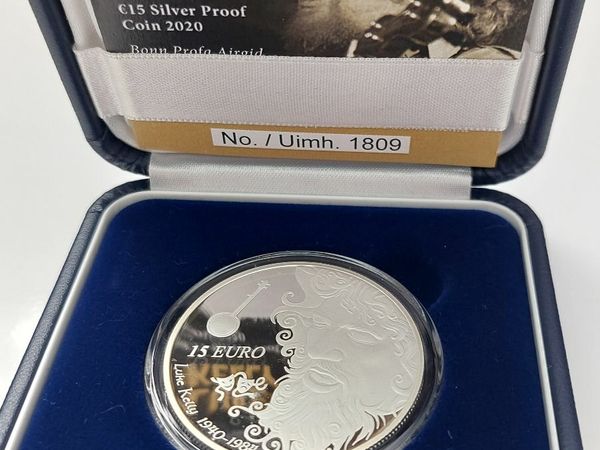 €15 Silver Proof
Coin 2020
Bonn Profa Airgid
No. / Uimh. 1809
15 EURO
Luke Kelly
1940-1984